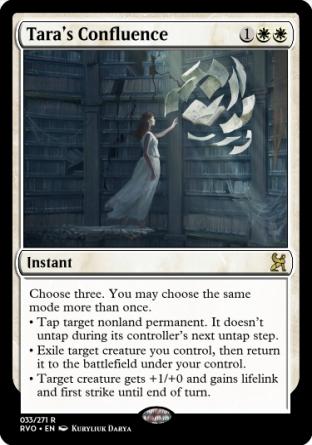 Tara's Confluence 1
Instant
Choose three. You may choose the same
mode more than once.
• Tap target nonland permanent. It doesn't
untap during its controller's next untap step.
• Exile target creature you control, then return
it to the battlefield under your control.
• Target creature gets +1/+0 and gains lifelink
and first strike until end of turn.
033/271 R
RVO • EN KURYLIUK DARYA